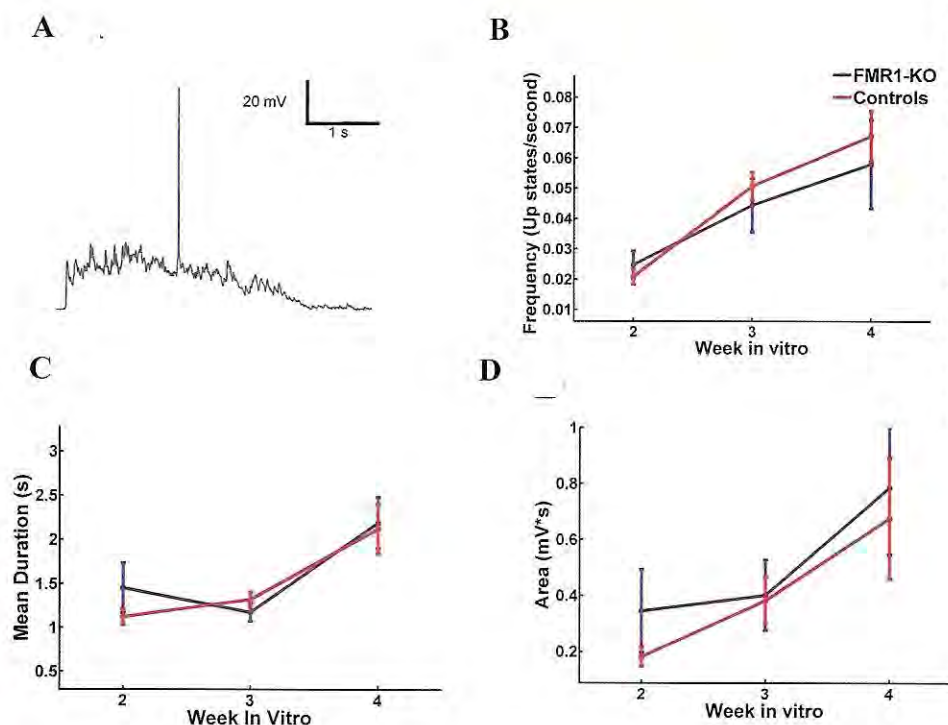 A
20 mV
1 s
B
FMR1-KO
Controls
0.08
0.07
0.06
0.05
0.04
0.03
0.02
0.01
Frequency (Up states/second)
2 3 4
Week in vitro
C
3
2.5
2
1.5
1
0.5
Mean Duration (s)
2 3 4
Week In Vitro
D
1
0.8
0.6
0.4
0.2
Area (mV*s)
2 3 4
Week in vitro